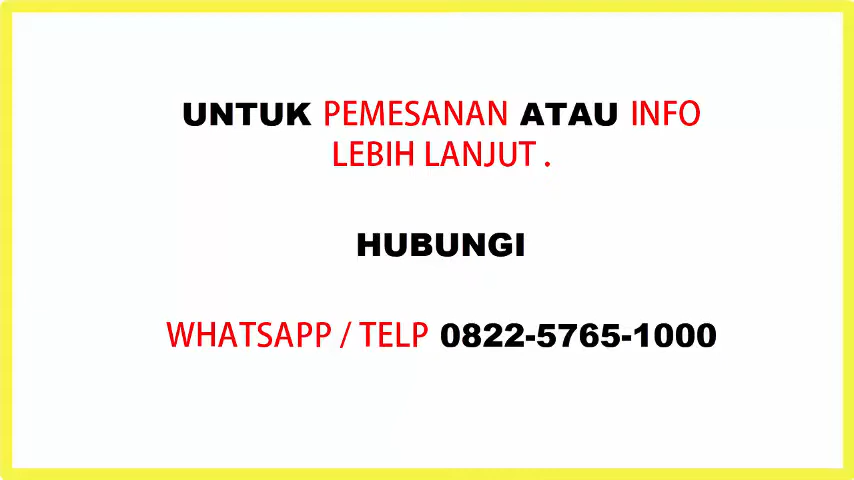 UNTUK PEMESANAN ATAU INFO
LEBIH LANJUT .
HUBUNGI
WHATSAPP / TELP 0822-5765-1000